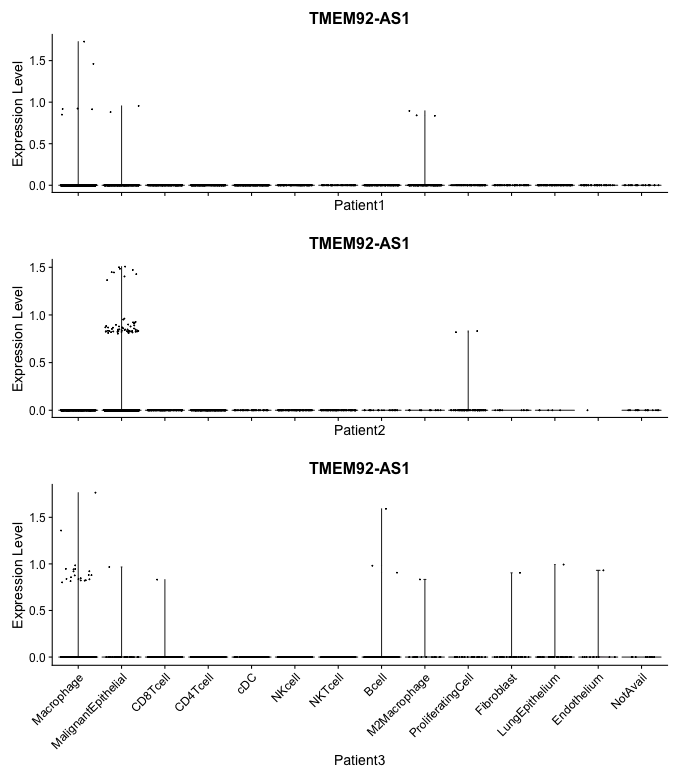 TMEM92-AS1
Expression Level
1.5
1.0
0.5
0.0
Patient1
TMEM92-AS1
Expression Level
1.5
1.0
0.5
0.0
Patient2
TMEM92-AS1
Expression Level
1.5
1.0
0.5
0.0
Macrophage
MalignantEpithelial
CD8Tcell
CD4Tcell
cDC
NKcell
NKTcell
Bcell
M2Macrophage
ProliferatingCell
Fibroblast
LungEpithelium
Endothelium
NotAvail
Patient3